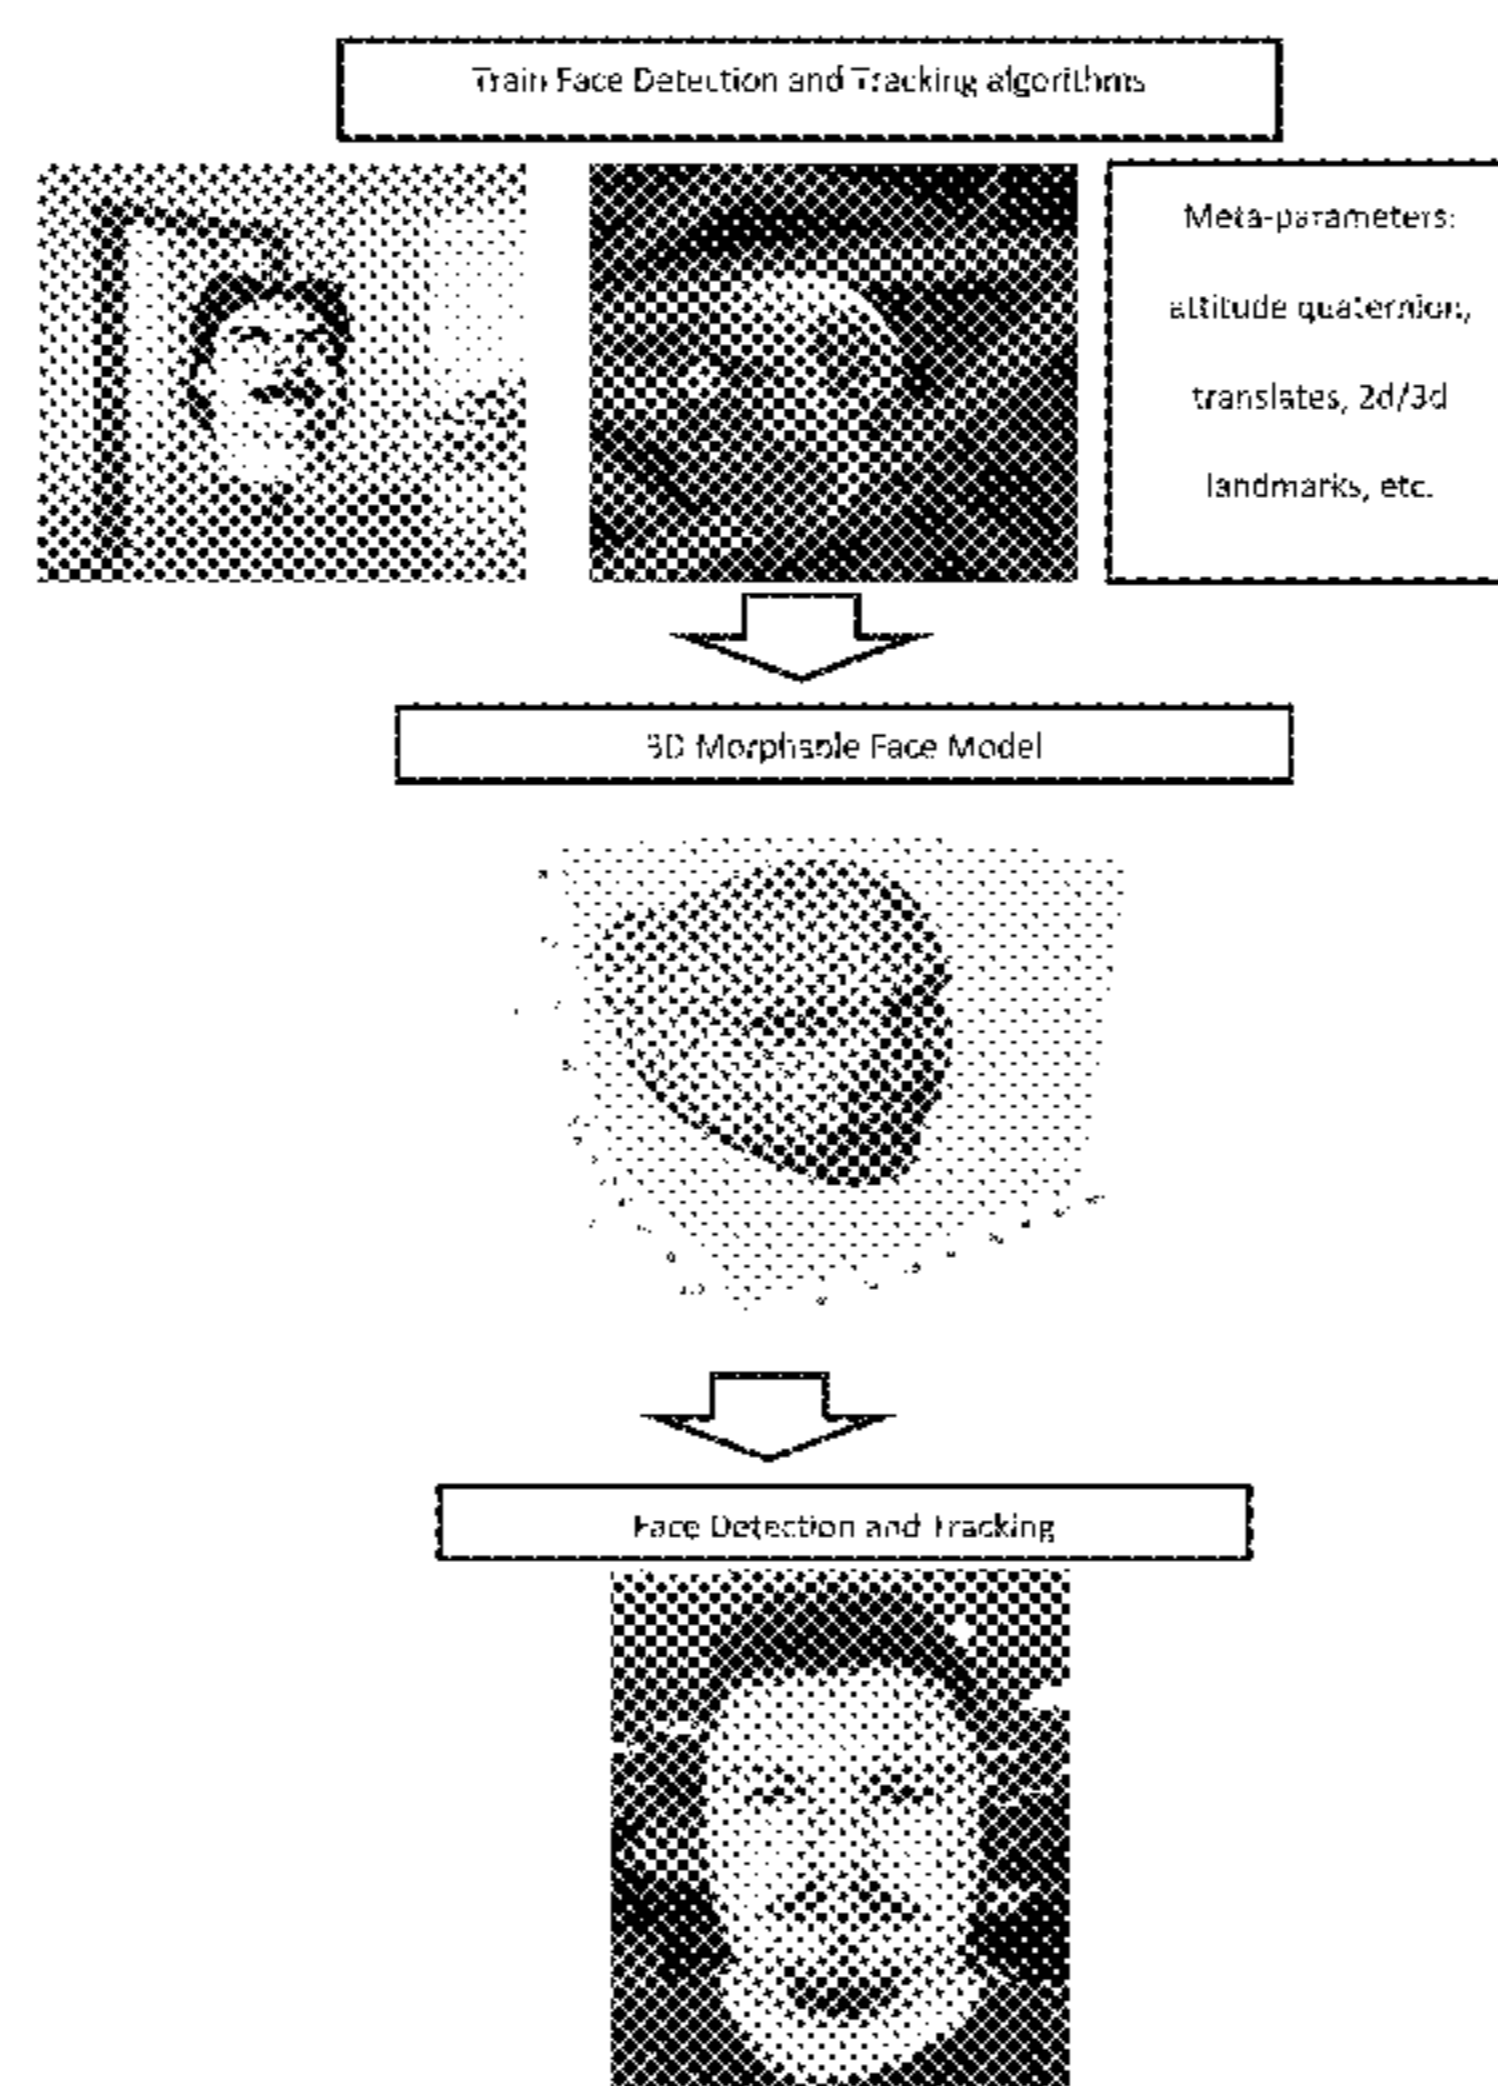 Train Face Detection and Tracking algorithms
Meta-parameters:
attitude quaternion,
translates, 2d/3d
landmarks, etc.
3D Morphable Face Model
Face Detection and Tracking